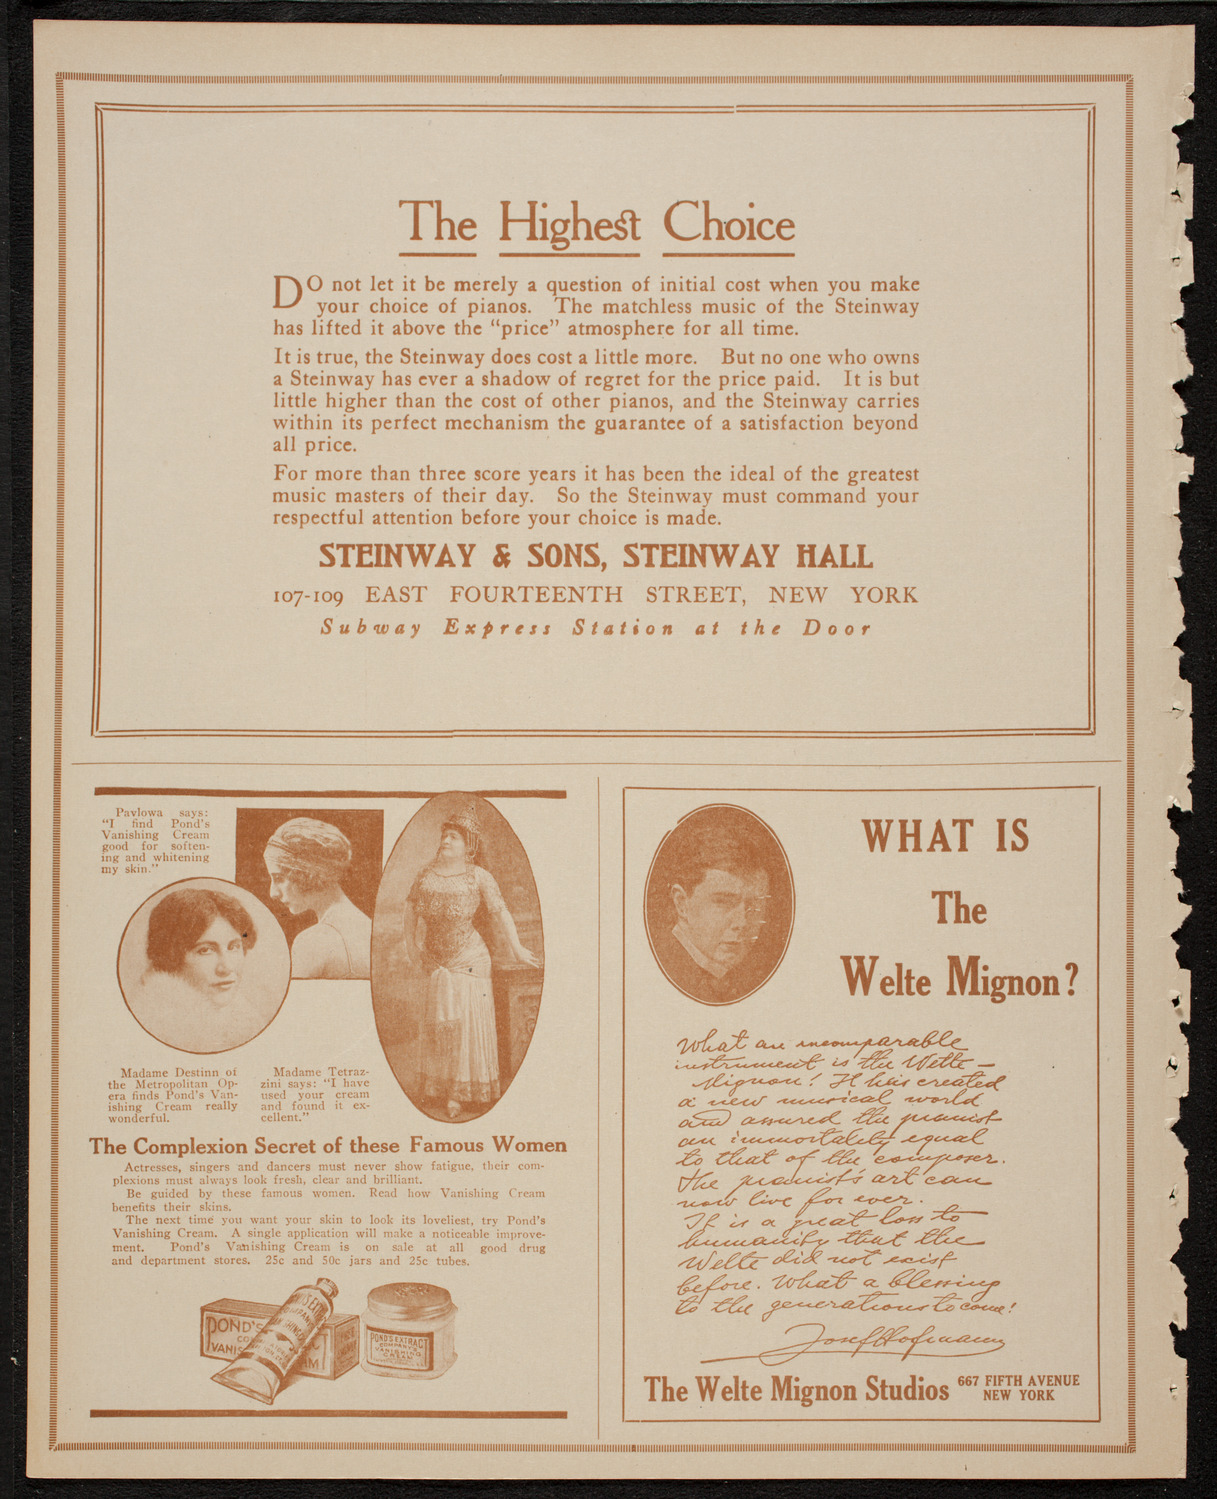 The Highest Choice
DO not let it be merely a question of initial cost when you make
your choice of pianos. The matchless music of the Steinway
has lifted it above the "price" atmosphere for all time.
It is true, the Steinway does cost a little more. But no one who owns
a Steinway has ever a shadow of regret for the price paid. It is but
little higher than the cost of other pianos, and the Steinway carries
within its perfect mechanism the guarantee of a satisfaction beyond
all price.
For more than three score years it has been the ideal of the greatest
music masters of their day. So the Steinway must command your
respectful attention before your choice is made.
STEINWAY & SONS, STEINWAY HALL
107-109 EAST FOURTEENTH STREET, NEW YORK
Subway Express Station at the Door
Pavlowa says:
"I find Pond's
Vanishing Cream
good for soften-
ing and whitening
my skin."
Madame Destinn of
the Metropolitan Op-
era finds Pond's Van-
ishing Cream really
wonderful.
Madame Tetraz-
zini says: "I have
used your cream
and found it ex-
cellent."
The Complexion Secret of these Famous Women
Actresses, singers and dancers must never show fatigue, their com-
plexions must always look fresh, clear and brilliant.
Be guided by these famous women. Read how Vanishing Cream
benefits their skins.
The next time you want your skin to look its loveliest, try Pond's
Vanishing Cream. A single application will make a noticeable improve-
ment. Pond's Vanishing Cream is on sale at all good drug
and department stores. 25c and 50c jars and 25c tubes.
POND'S
VANIS
POND'S EXTRACT
COMPANY'S
VANISHING
CREAM
WHAT IS
The
Welte Mignon?
What an incomparable
instrument is the Welte-
Mignon! It has created
a new musical world
and assured the pianist
an immortality equal
to that of the composer.
The pianist's art can
now live for ever.
It is a great loss to
humanity that the
Welte did not exist
before. What a blessing
to the generations to come!
Josef Hofmann
The Welte Mignon Studios 667 FIFTH AVENUE
NEW YORK